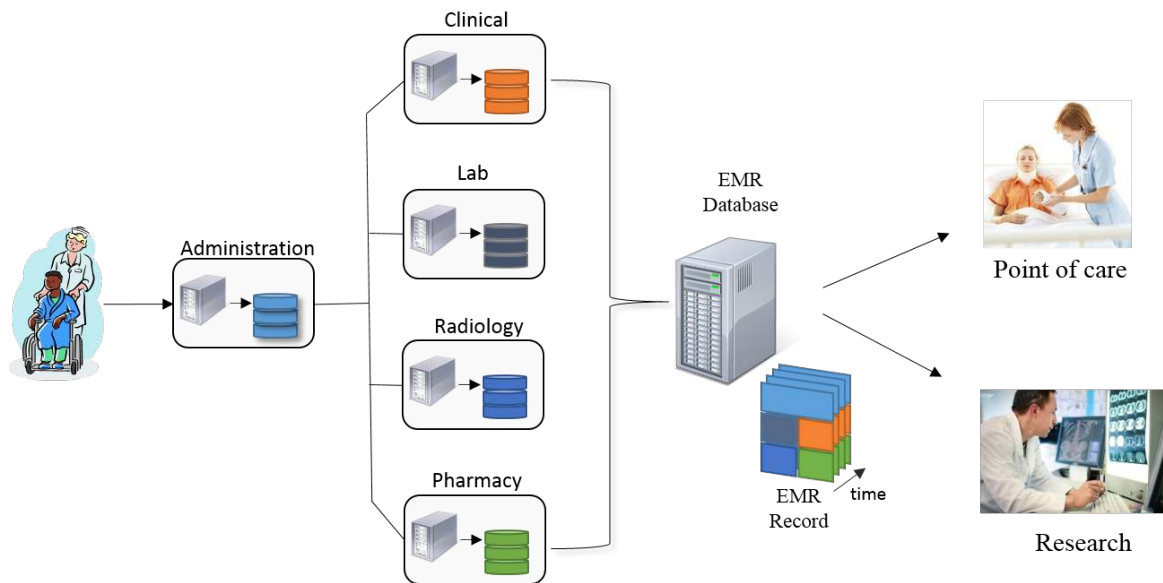 Clinical
Lab
Administration
Radiology
Pharmacy
EMR
Database
EMR
Record
time
Point of care
Research